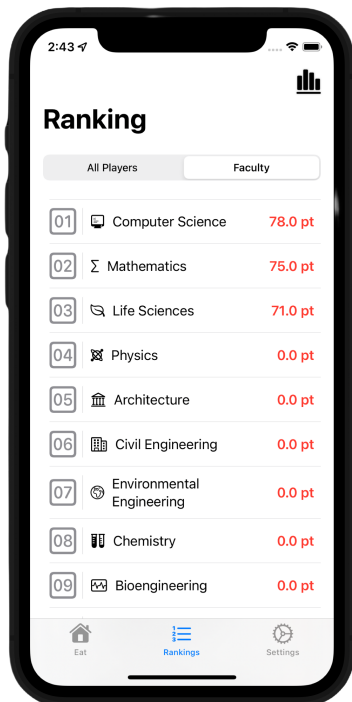 2:43
Ranking
All Players
Faculty
01 Computer Science 78.0 pt
02 Σ Mathematics 75.0 pt
03 Life Sciences 71.0 pt
04 Physics 0.0 pt
05 Architecture 0.0 pt
06 Civil Engineering 0.0 pt
07 Environmental
Engineering 0.0 pt
08 Chemistry 0.0 pt
09 Bioengineering 0.0 pt
1
2
3
Eat
Rankings
Settings